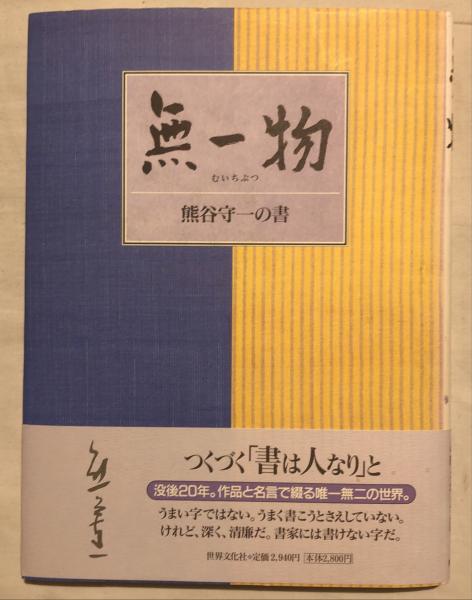 無一物
むいちぶつ
熊谷守一の書
つくづく「書は人なり」と
没後20年。作品と名言で綴る唯一無二の世界。
うまい字ではない。うまく書こうとさえしていない。
けれど、深く、清廉だ。書家には書けない字だ。
世界文化社●定価2,940円 本体2,800円